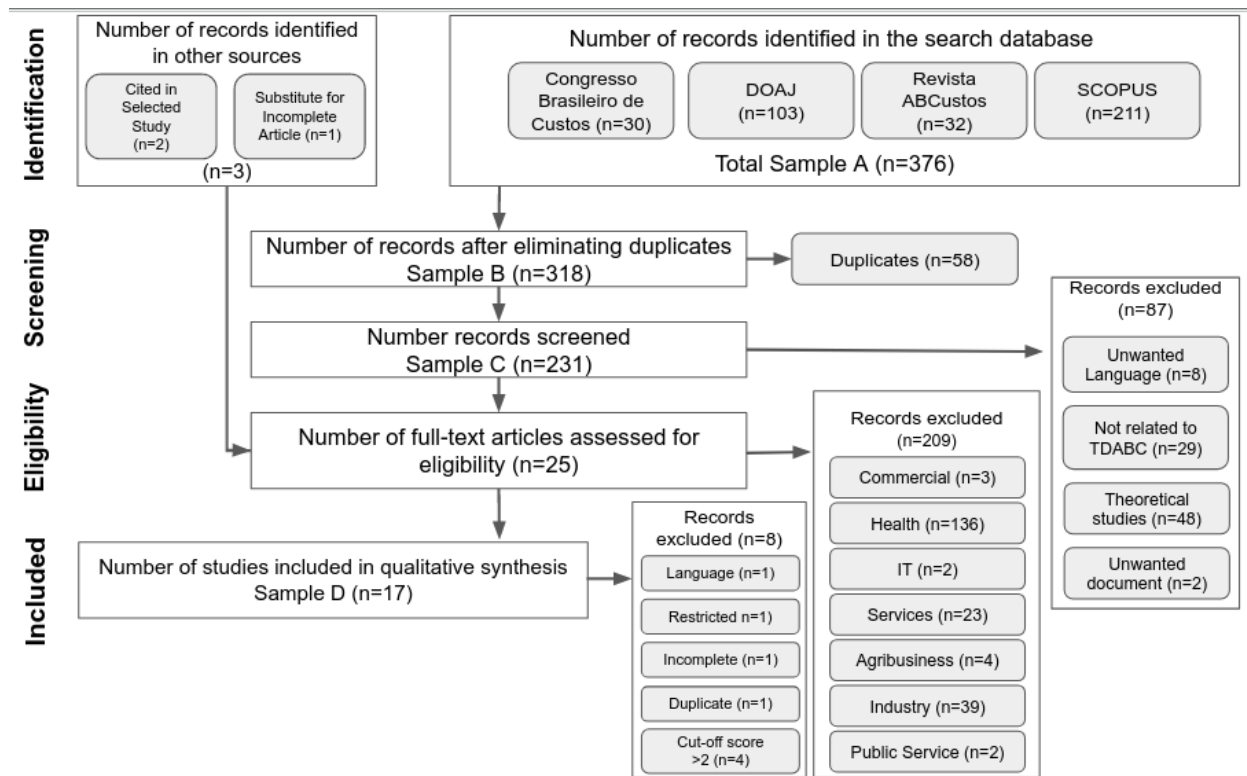 Identification
Number of records identified
in other sources
Cited in
Selected
Study
(n=2)
Substitute for
Incomplete
Article (n=1)
(n=3)
Number of records identified in the search database
Congresso
Brasileiro de
Custos (n=30)
DOAJ
(n=103)
Revista
ABCustos
(n=32)
SCOPUS
(n=211)
Total Sample A (n=376)
Screening
Number of records after eliminating duplicates
Sample B (n=318)
Duplicates (n=58)
Number records screened
Sample C (n=231)
Records excluded
(n=87)
Unwanted
Language (n=8)
Not related to
TDABC (n=29)
Theoretical
studies (n=48)
Unwanted
document (n=2)
Eligibility
Number of full-text articles assessed for
eligibility (n=25)
Records excluded
(n=209)
Commercial (n=3)
Health (n=136)
IT (n=2)
Services (n=23)
Agribusiness (n=4)
Industry (n=39)
Public Service (n=2)
Included
Number of studies included in qualitative synthesis
Sample D (n=17)
Records
excluded (n=8)
Language (n=1)
Restricted n=1)
Incomplete (n=1)
Duplicate (n=1)
Cut-off score
>2 (n=4)